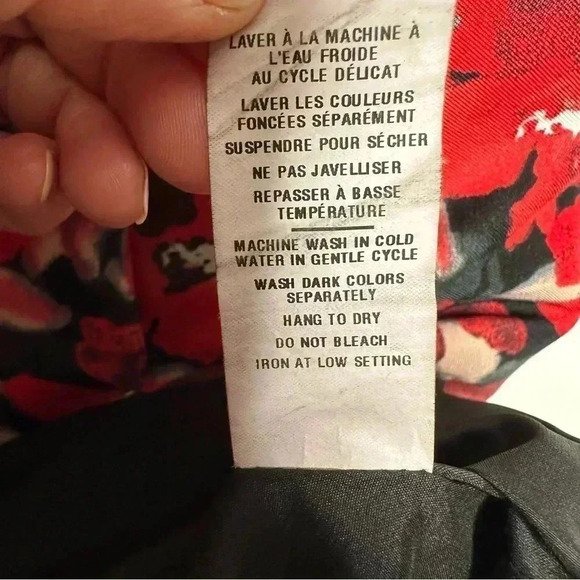 LAVER À LA MACHINE À
L'EAU FROIDE
AU CYCLE DÉLICAT
LAVER LES COULEURS
FONCÉES SÉPARÉMENT
SUSPENDRE POUR SÉCHER
NE PAS JAVELLISER
REPASSER À BASSE
TEMPÉRATURE
MACHINE WASH IN COLD
WATER IN GENTLE CYCLE
WASH DARK COLORS
SEPARATELY
HANG TO DRY
DO NOT BLEACH
IRON AT LOW SETTING